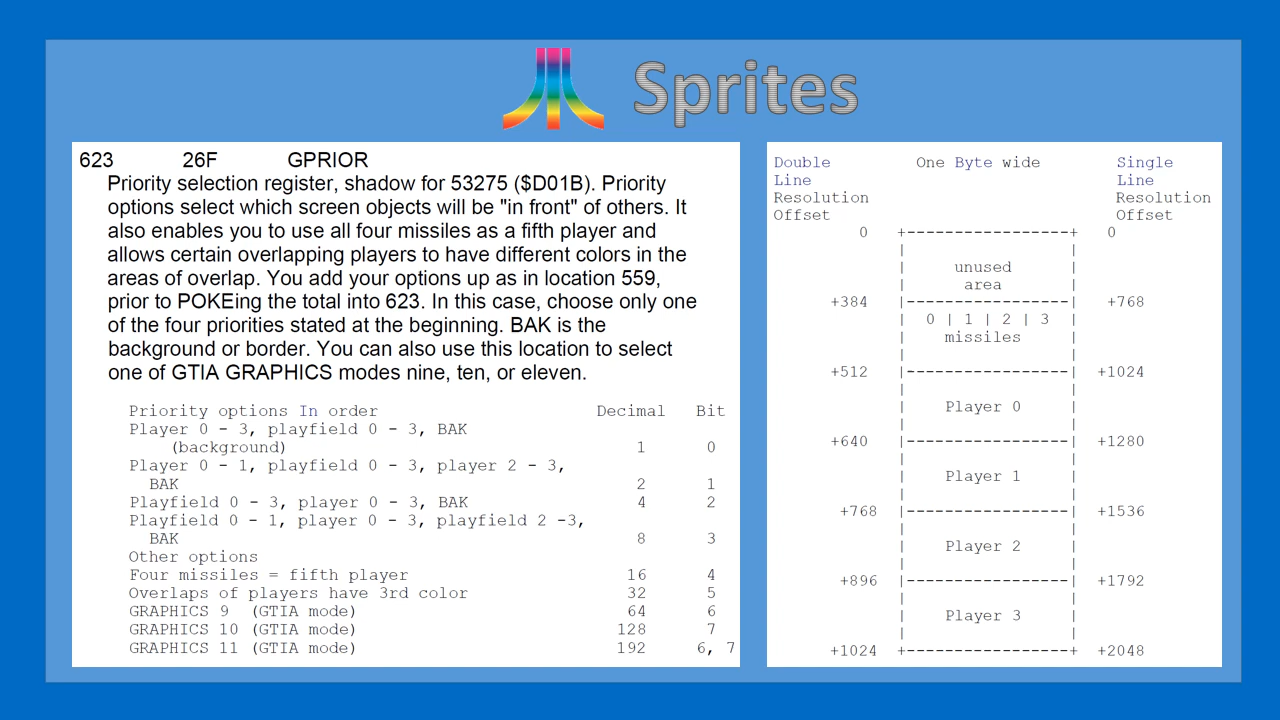 Sprites
623 26F GPRIOR
Priority selection register, shadow for 53275 ($D01B). Priority
options select which screen objects will be "in front" of others. It
also enables you to use all four missiles as a fifth player and
allows certain overlapping players to have different colors in the
areas of overlap. You add your options up as in location 559,
prior to POKEing the total into 623. In this case, choose only one
of the four priorities stated at the beginning. BAK is the
background or border. You can also use this location to select
one of GTIA GRAPHICS modes nine, ten, or eleven.
Priority options In order Decimal Bit
Player 0 - 3, playfield 0 - 3, BAK
(background) 1 0
Player 0 - 1, playfield 0 - 3, player 2 - 3,
BAK 2 1
Playfield 0 - 3, player 0 - 3, BAK 4 2
Playfield 0 - 1, player 0 - 3, playfield 2 -3,
BAK 8 3
Other options
Four missiles = fifth player 16 4
Overlaps of players have 3rd color 32 5
GRAPHICS 9 (GTIA mode) 64 6
GRAPHICS 10 (GTIA mode) 128 7
GRAPHICS 11 (GTIA mode) 192 6, 7
Double One Byte wide Single
Line Line
Resolution Resolution
Offset Offset
0 +-----------------+ 0
| |
| unused |
| area |
+384 |-----------------| +768
| 0 | 1 | 2 | 3 |
| missiles |
| |
+512 |-----------------| +1024
| |
| Player 0 |
| |
+640 |-----------------| +1280
| |
| Player 1 |
| |
+768 |-----------------| +1536
| |
| Player 2 |
| |
+896 |-----------------| +1792
| |
| Player 3 |
| |
+1024 +-----------------+ +2048